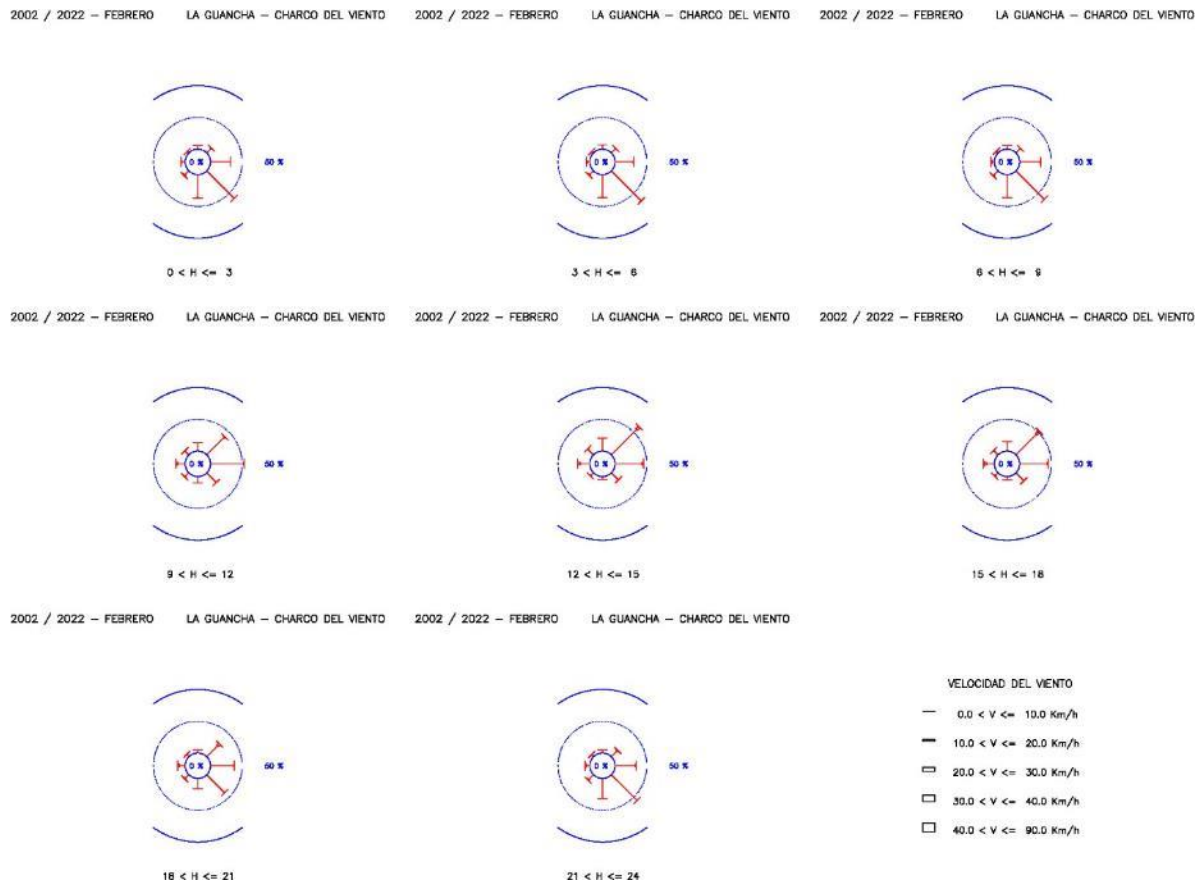 2002 / 2022 – FEBRERO LA GUANCHA – CHARCO DEL VIENTO
2002 / 2022 – FEBRERO LA GUANCHA – CHARCO DEL VIENTO
2002 / 2022 – FEBRERO LA GUANCHA – CHARCO DEL VIENTO
0 % 50 %
0 % 50 %
0 % 50 %
0 < H <= 3
3 < H <= 6
6 < H <= 9
2002 / 2022 – FEBRERO LA GUANCHA – CHARCO DEL VIENTO
2002 / 2022 – FEBRERO LA GUANCHA – CHARCO DEL VIENTO
2002 / 2022 – FEBRERO LA GUANCHA – CHARCO DEL VIENTO
0 % 50 %
0 % 50 %
0 % 50 %
9 < H <= 12
12 < H <= 15
15 < H <= 18
2002 / 2022 – FEBRERO LA GUANCHA – CHARCO DEL VIENTO
2002 / 2022 – FEBRERO LA GUANCHA – CHARCO DEL VIENTO
0 % 50 %
0 % 50 %
18 < H <= 21
21 < H <= 24
VELOCIDAD DEL VIENTO
0.0 < V <= 10.0 Km/h
10.0 < V <= 20.0 Km/h
20.0 < V <= 30.0 Km/h
30.0 < V <= 40.0 Km/h
40.0 < V <= 90.0 Km/h